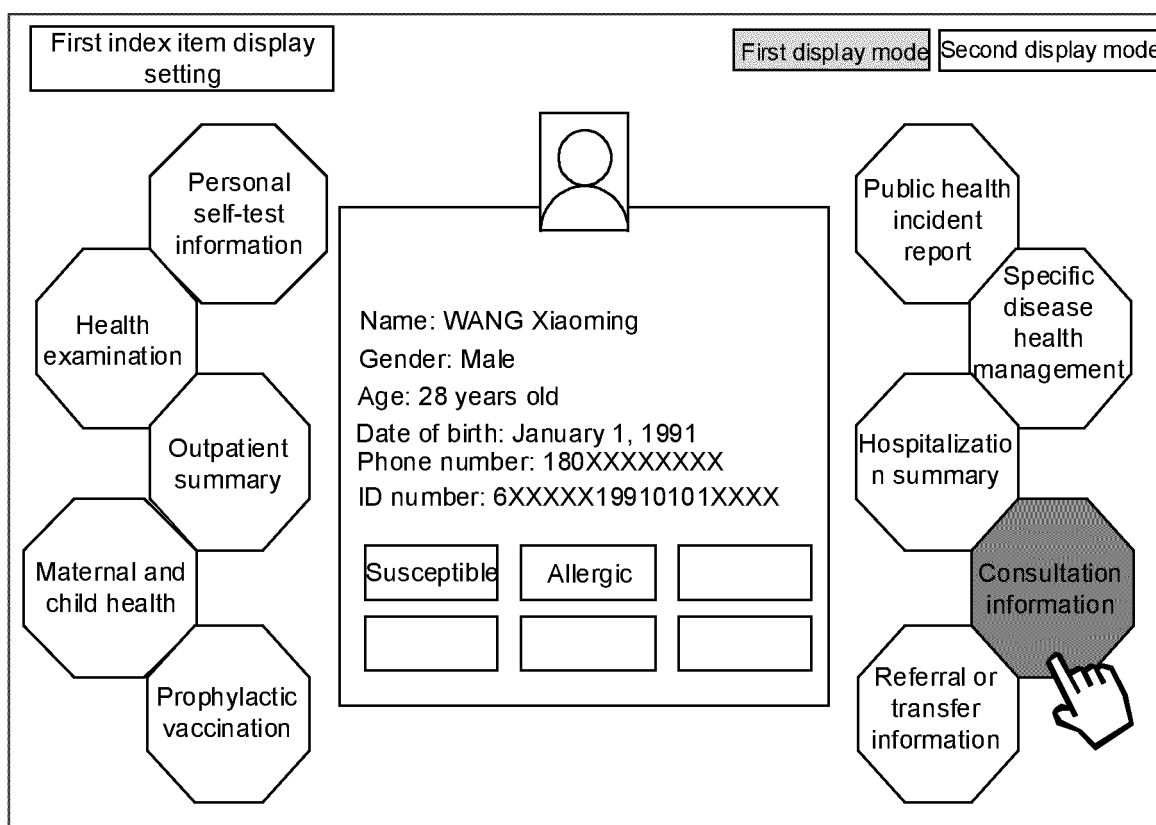 First index item display
setting
First display mode
Second display mode
Personal
self-test
information
Health
examination
Outpatient
summary
Maternal and
child health
Prophylactic
vaccination
Name: WANG Xiaoming
Gender: Male
Age: 28 years old
Date of birth: January 1, 1991
Phone number: 180XXXXXXXX
ID number: 6XXXXX19910101XXXX
Susceptible
Allergic
Public health
incident
report
Specific
disease
health
management
Hospitalizatio
n summary
Consultation
information
Referral or
transfer
information